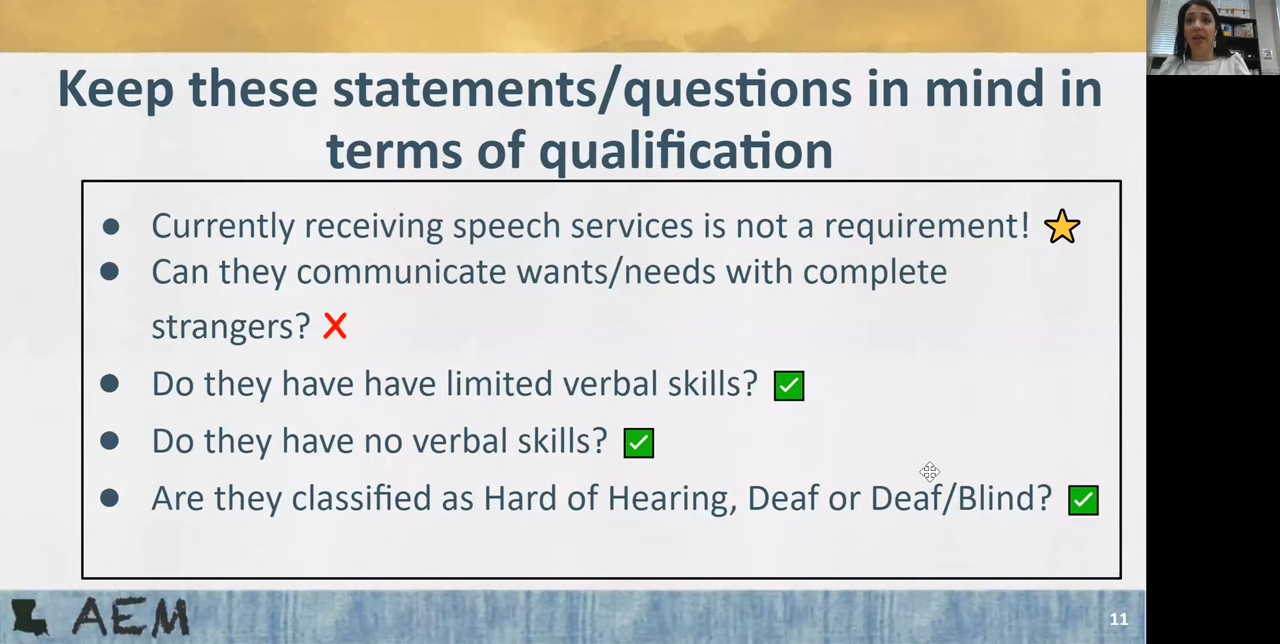 Keep these statements/questions in mind in
terms of qualification
● Currently receiving speech services is not a requirement!
● Can they communicate wants/needs with complete
strangers?
● Do they have have limited verbal skills?
● Do they have no verbal skills?
● Are they classified as Hard of Hearing, Deaf or Deaf/Blind?
AEM
11